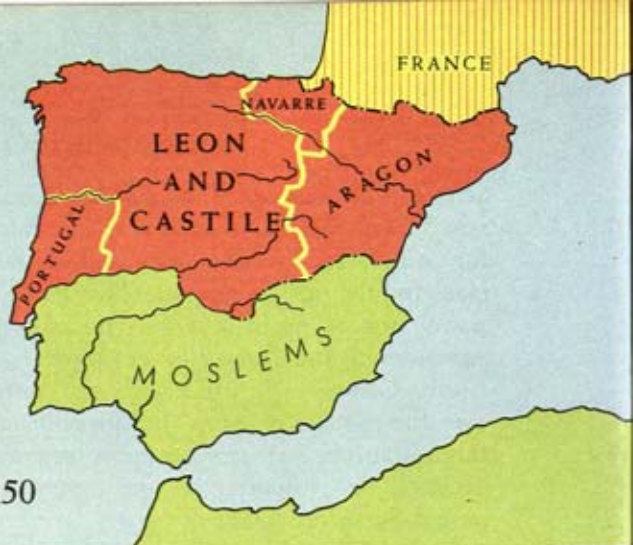 FRANCE
NAVARRE
LEON
AND
CASTILE
ARAGON
PORTUGAL
MOSLEMS
50